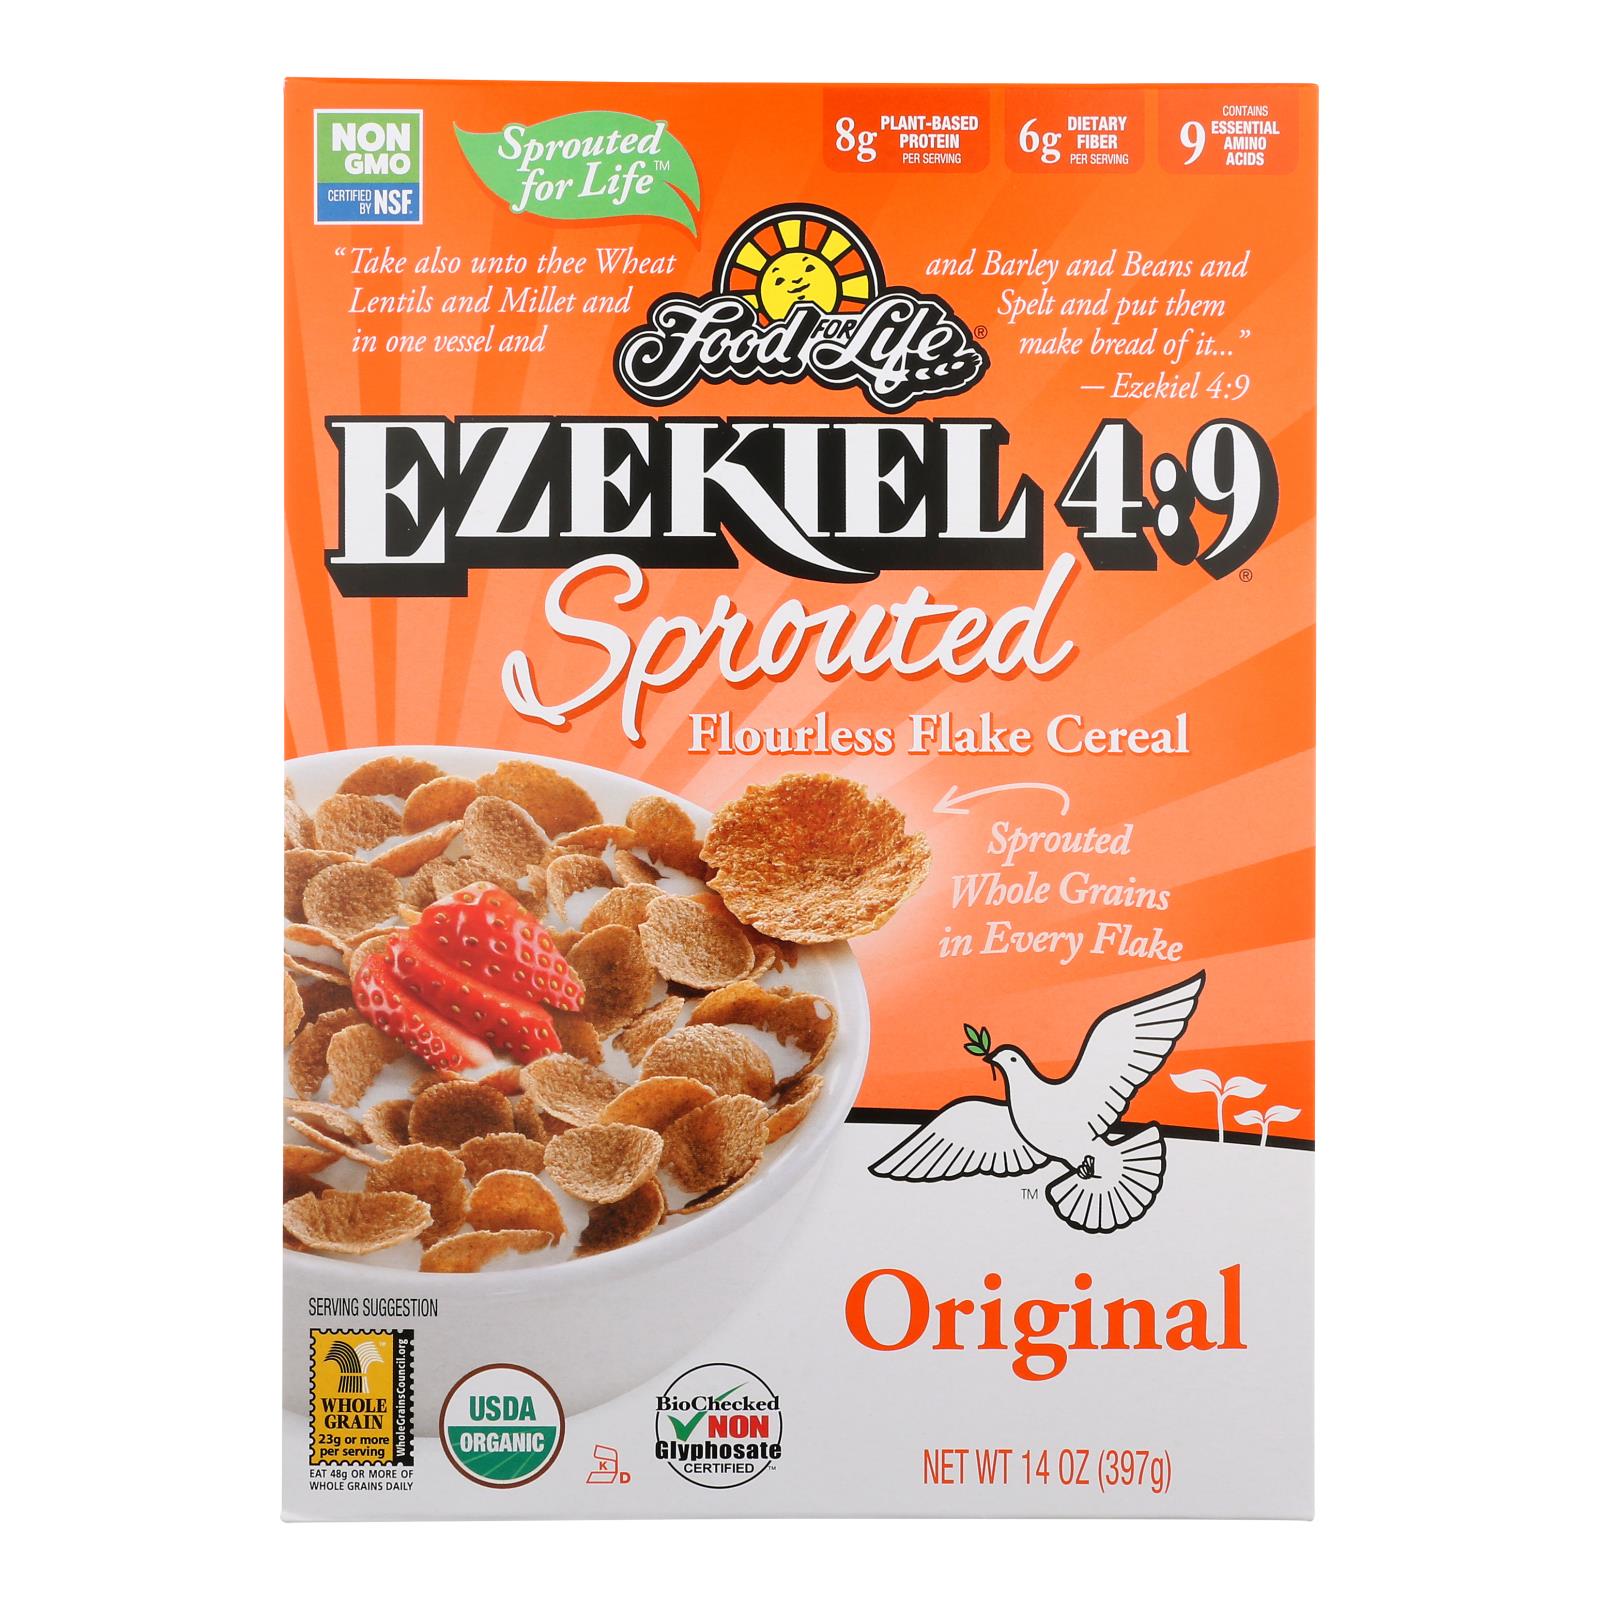 NON
GMO
CERTIFIED
BY NSF
Sprouted
for Life™
8g PLANT-BASED
PROTEIN
PER SERVING
6g DIETARY
FIBER
PER SERVING
CONTAINS
9 ESSENTIAL
AMINO
ACIDS
“Take also unto thee Wheat
Lentils and Millet and
in one vessel and
and Barley and Beans and
Spelt and put them
make bread of it...”
— Ezekiel 4:9
Food FOR Life®
EZEKIEL 4:9®
Sprouted
Flourless Flake Cereal
Sprouted
Whole Grains
in Every Flake
TM
Original
SERVING SUGGESTION
WHOLE
GRAIN
23g or more
per serving
WholeGrainsCouncil.org
EAT 48g OR MORE OF
WHOLE GRAINS DAILY
USDA
ORGANIC
K D
BioChecked
NON
Glyphosate
CERTIFIED™
NET WT 14 OZ (397g)